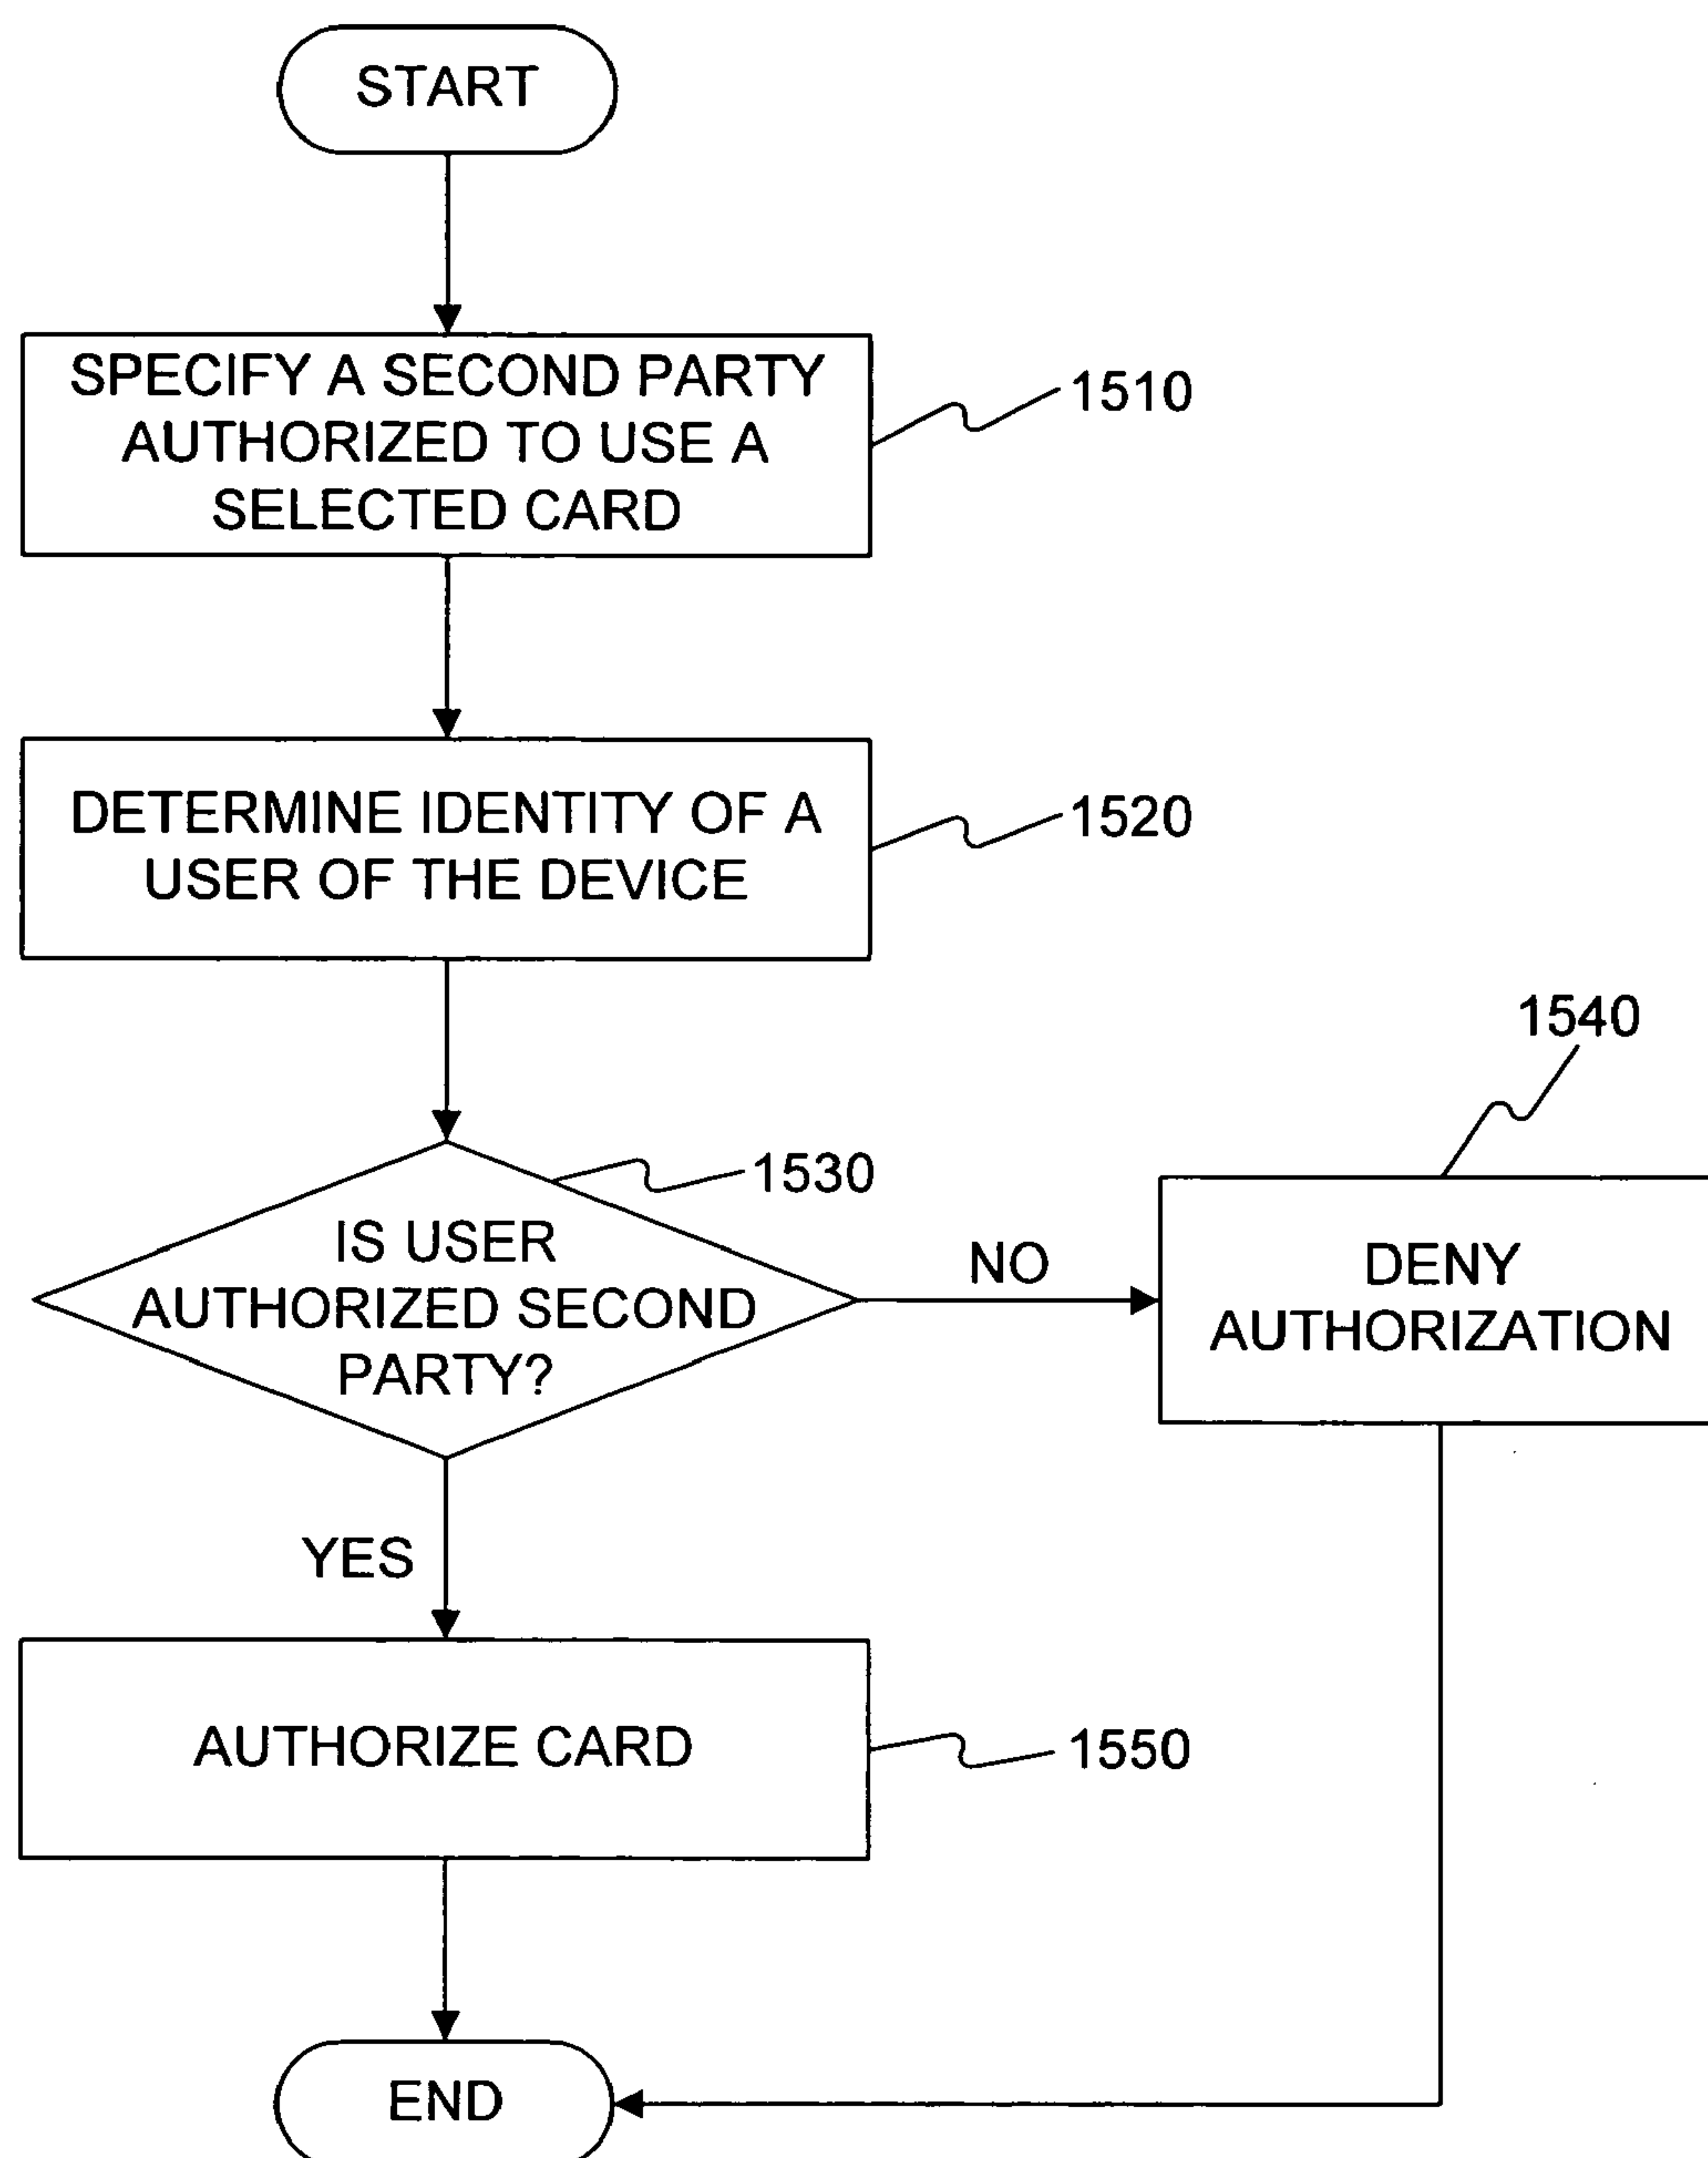 START
SPECIFY A SECOND PARTY
AUTHORIZED TO USE A
SELECTED CARD
1510
DETERMINE IDENTITY OF A
USER OF THE DEVICE
1520
1530
IS USER
AUTHORIZED SECOND
PARTY?
NO
1540
DENY
AUTHORIZATION
YES
AUTHORIZE CARD
1550
END